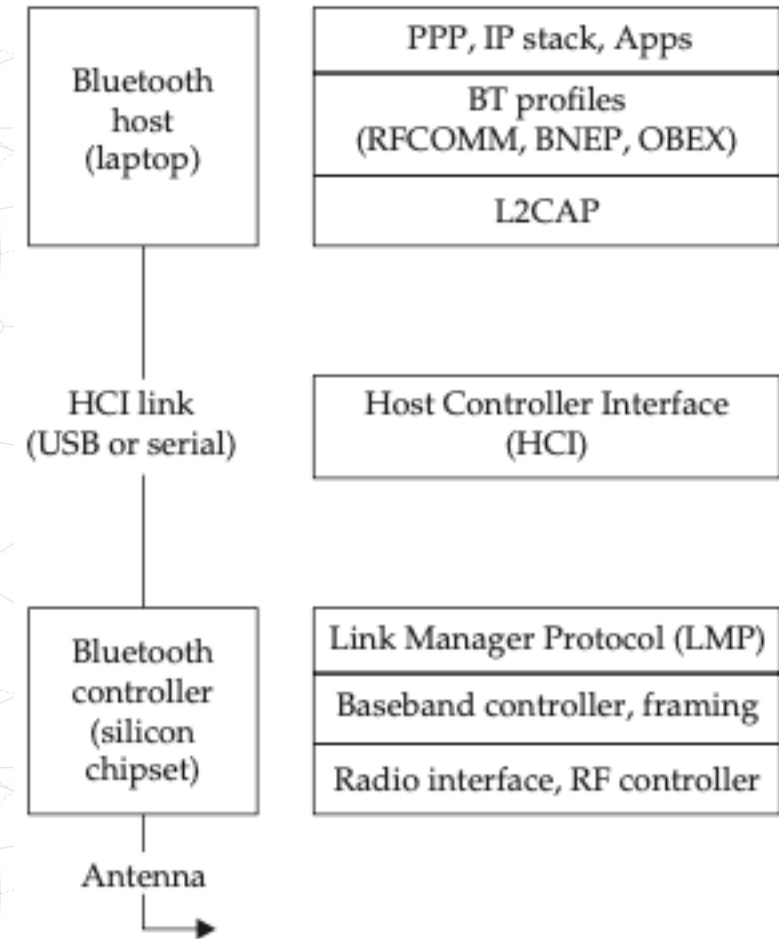 Bluetooth
host
(laptop)
PPP, IP stack, Apps
BT profiles
(RFCOMM, BNEP, OBEX)
L2CAP
HCI link
(USB or serial)
Host Controller Interface
(HCI)
Bluetooth
controller
(silicon
chipset)
Link Manager Protocol (LMP)
Baseband controller, framing
Radio interface, RF controller
Antenna